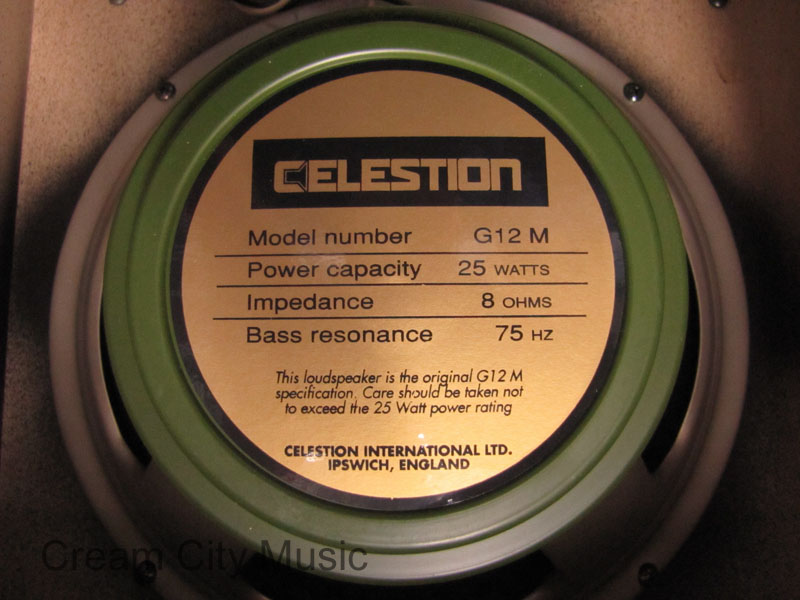 CELESTION
Model number G12 M
Power capacity 25 WATTS
Impedance 8 OHMS
Bass resonance 75 HZ
This loudspeaker is the original G12 M
specification. Care should be taken not
to exceed the 25 Watt power rating
CELESTION INTERNATIONAL LTD.
IPSWICH, ENGLAND
Cream City Music